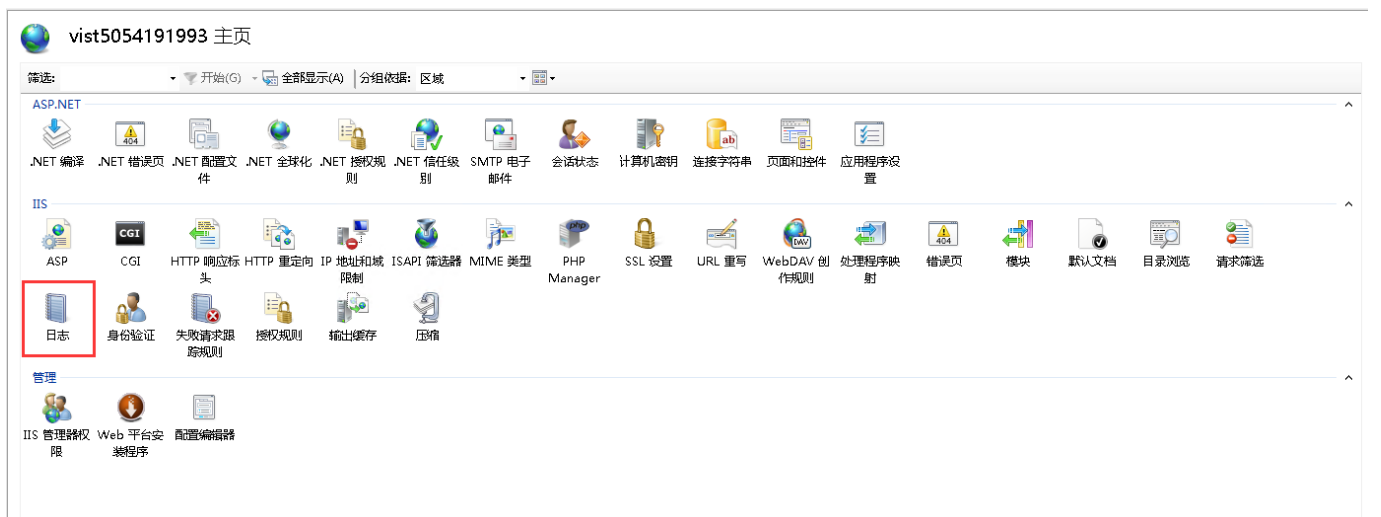 vist5054191993 主页
筛选: 开始(G) 全部显示(A) 分组依据: 区域
ASP.NET
.NET 编译 .NET 错误页 .NET 配置文 .NET 全球化 .NET 授权规 .NET 信任级 SMTP 电子 会话状态 计算机密钥 连接字符串 页面和控件 应用程序设
件 则 别 邮件 置
IIS
ASP CGI HTTP 响应标 HTTP 重定向 IP 地址和域 ISAPI 筛选器 MIME 类型 PHP SSL 设置 URL 重写 WebDAV 创 处理程序映 错误页 模块 默认文档 目录浏览 请求筛选
头 限制 Manager 作规则 射
日志 身份验证 失败请求跟 授权规则 输出缓存 压缩
踪规则
管理
IIS 管理器权 Web 平台安 配置编辑器
限 装程序